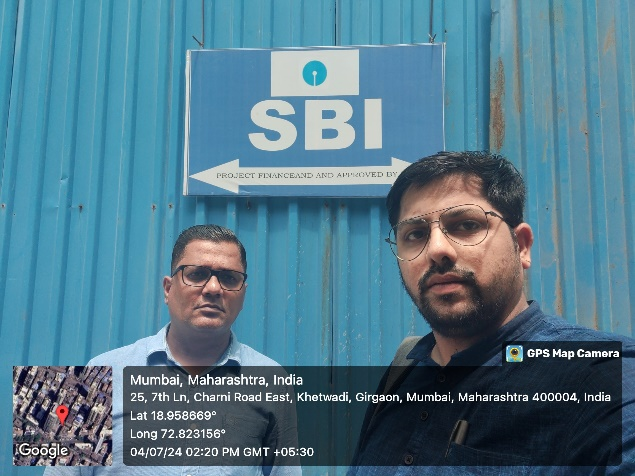 SBI
PROJECT FINANCEAND AND APPROVED BY
GPS Map Camera
Mumbai, Maharashtra, India
25, 7th Ln, Charni Road East, Khetwadi, Girgaon, Mumbai, Maharashtra 400004, India
Lat 18.958669°
Long 72.823156°
04/07/24 02:20 PM GMT +05:30
Google